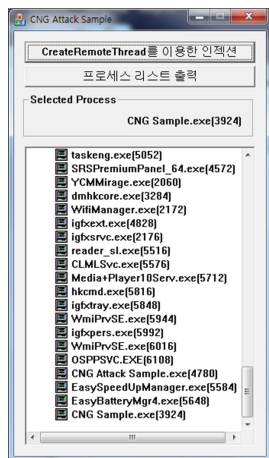 CNG Attack Sample
CreateRemoteThread를 이용한 인젝션
프로세스 리스트 출력
Selected Process
CNG Sample.exe(3924)
taskeng.exe(5052)
SRSPremiumPanel_64.exe(4572)
YCMMirage.exe(2060)
dmhkcore.exe(3284)
WifiManager.exe(2172)
igfxext.exe(4828)
igfxsrvc.exe(2176)
reader_sl.exe(5516)
CLMLSvc.exe(5576)
Media+Player10Serv.exe(5712)
hkcmd.exe(5816)
igfxtray.exe(5848)
WmiPrvSE.exe(5944)
igfxpers.exe(5992)
WmiPrvSE.exe(6016)
OSPPSVC.EXE(6108)
CNG Attack Sample.exe(4780)
EasySpeedUpManager.exe(5584)
EasyBatteryMgr4.exe(5648)
CNG Sample.exe(3924)